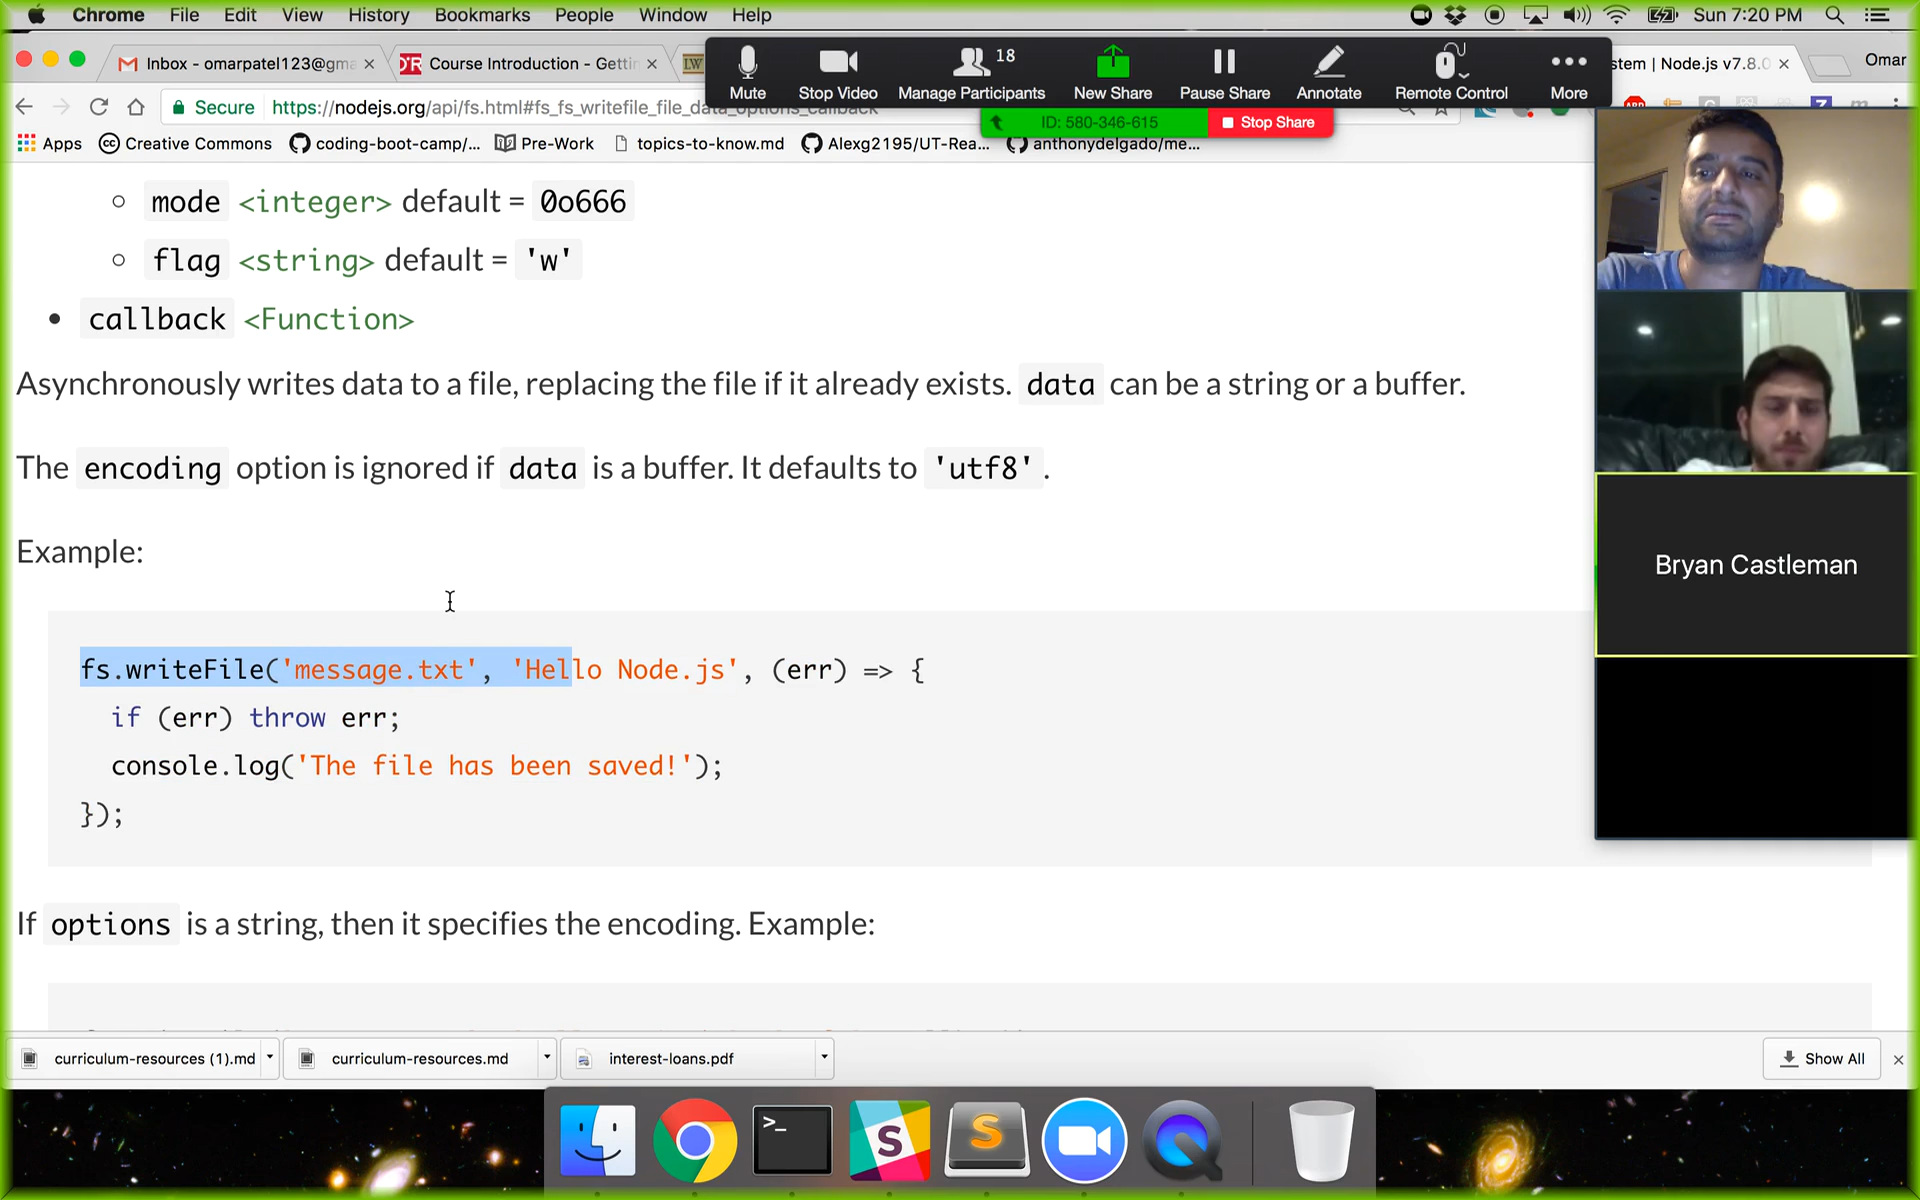 Chrome File Edit View History Bookmarks People Window Help Sun 7:20 PM
Inbox - omarpatel123@gma Course Introduction - Gettin LW stem | Node.js v7.8.0 Omar
Mute Stop Video Manage Participants 18 New Share Pause Share Annotate Remote Control More
Secure https://nodejs.org/api/fs.html#fs_fs_writefile_file_data_options_callback
ID: 580-346-615 Stop Share
Apps Creative Commons coding-boot-camp/... Pre-Work topics-to-know.md Alexg2195/UT-Rea... anthonydelgado/me...
mode <integer> default = 0o666
flag <string> default = 'w'
callback <Function>
Asynchronously writes data to a file, replacing the file if it already exists. data can be a string or a buffer.
The encoding option is ignored if data is a buffer. It defaults to 'utf8'.
Bryan Castleman
Example:
fs.writeFile('message.txt', 'Hello Node.js', (err) => {
if (err) throw err;
console.log('The file has been saved!');
});
If options is a string, then it specifies the encoding. Example:
curriculum-resources (1).md curriculum-resources.md interest-loans.pdf Show All